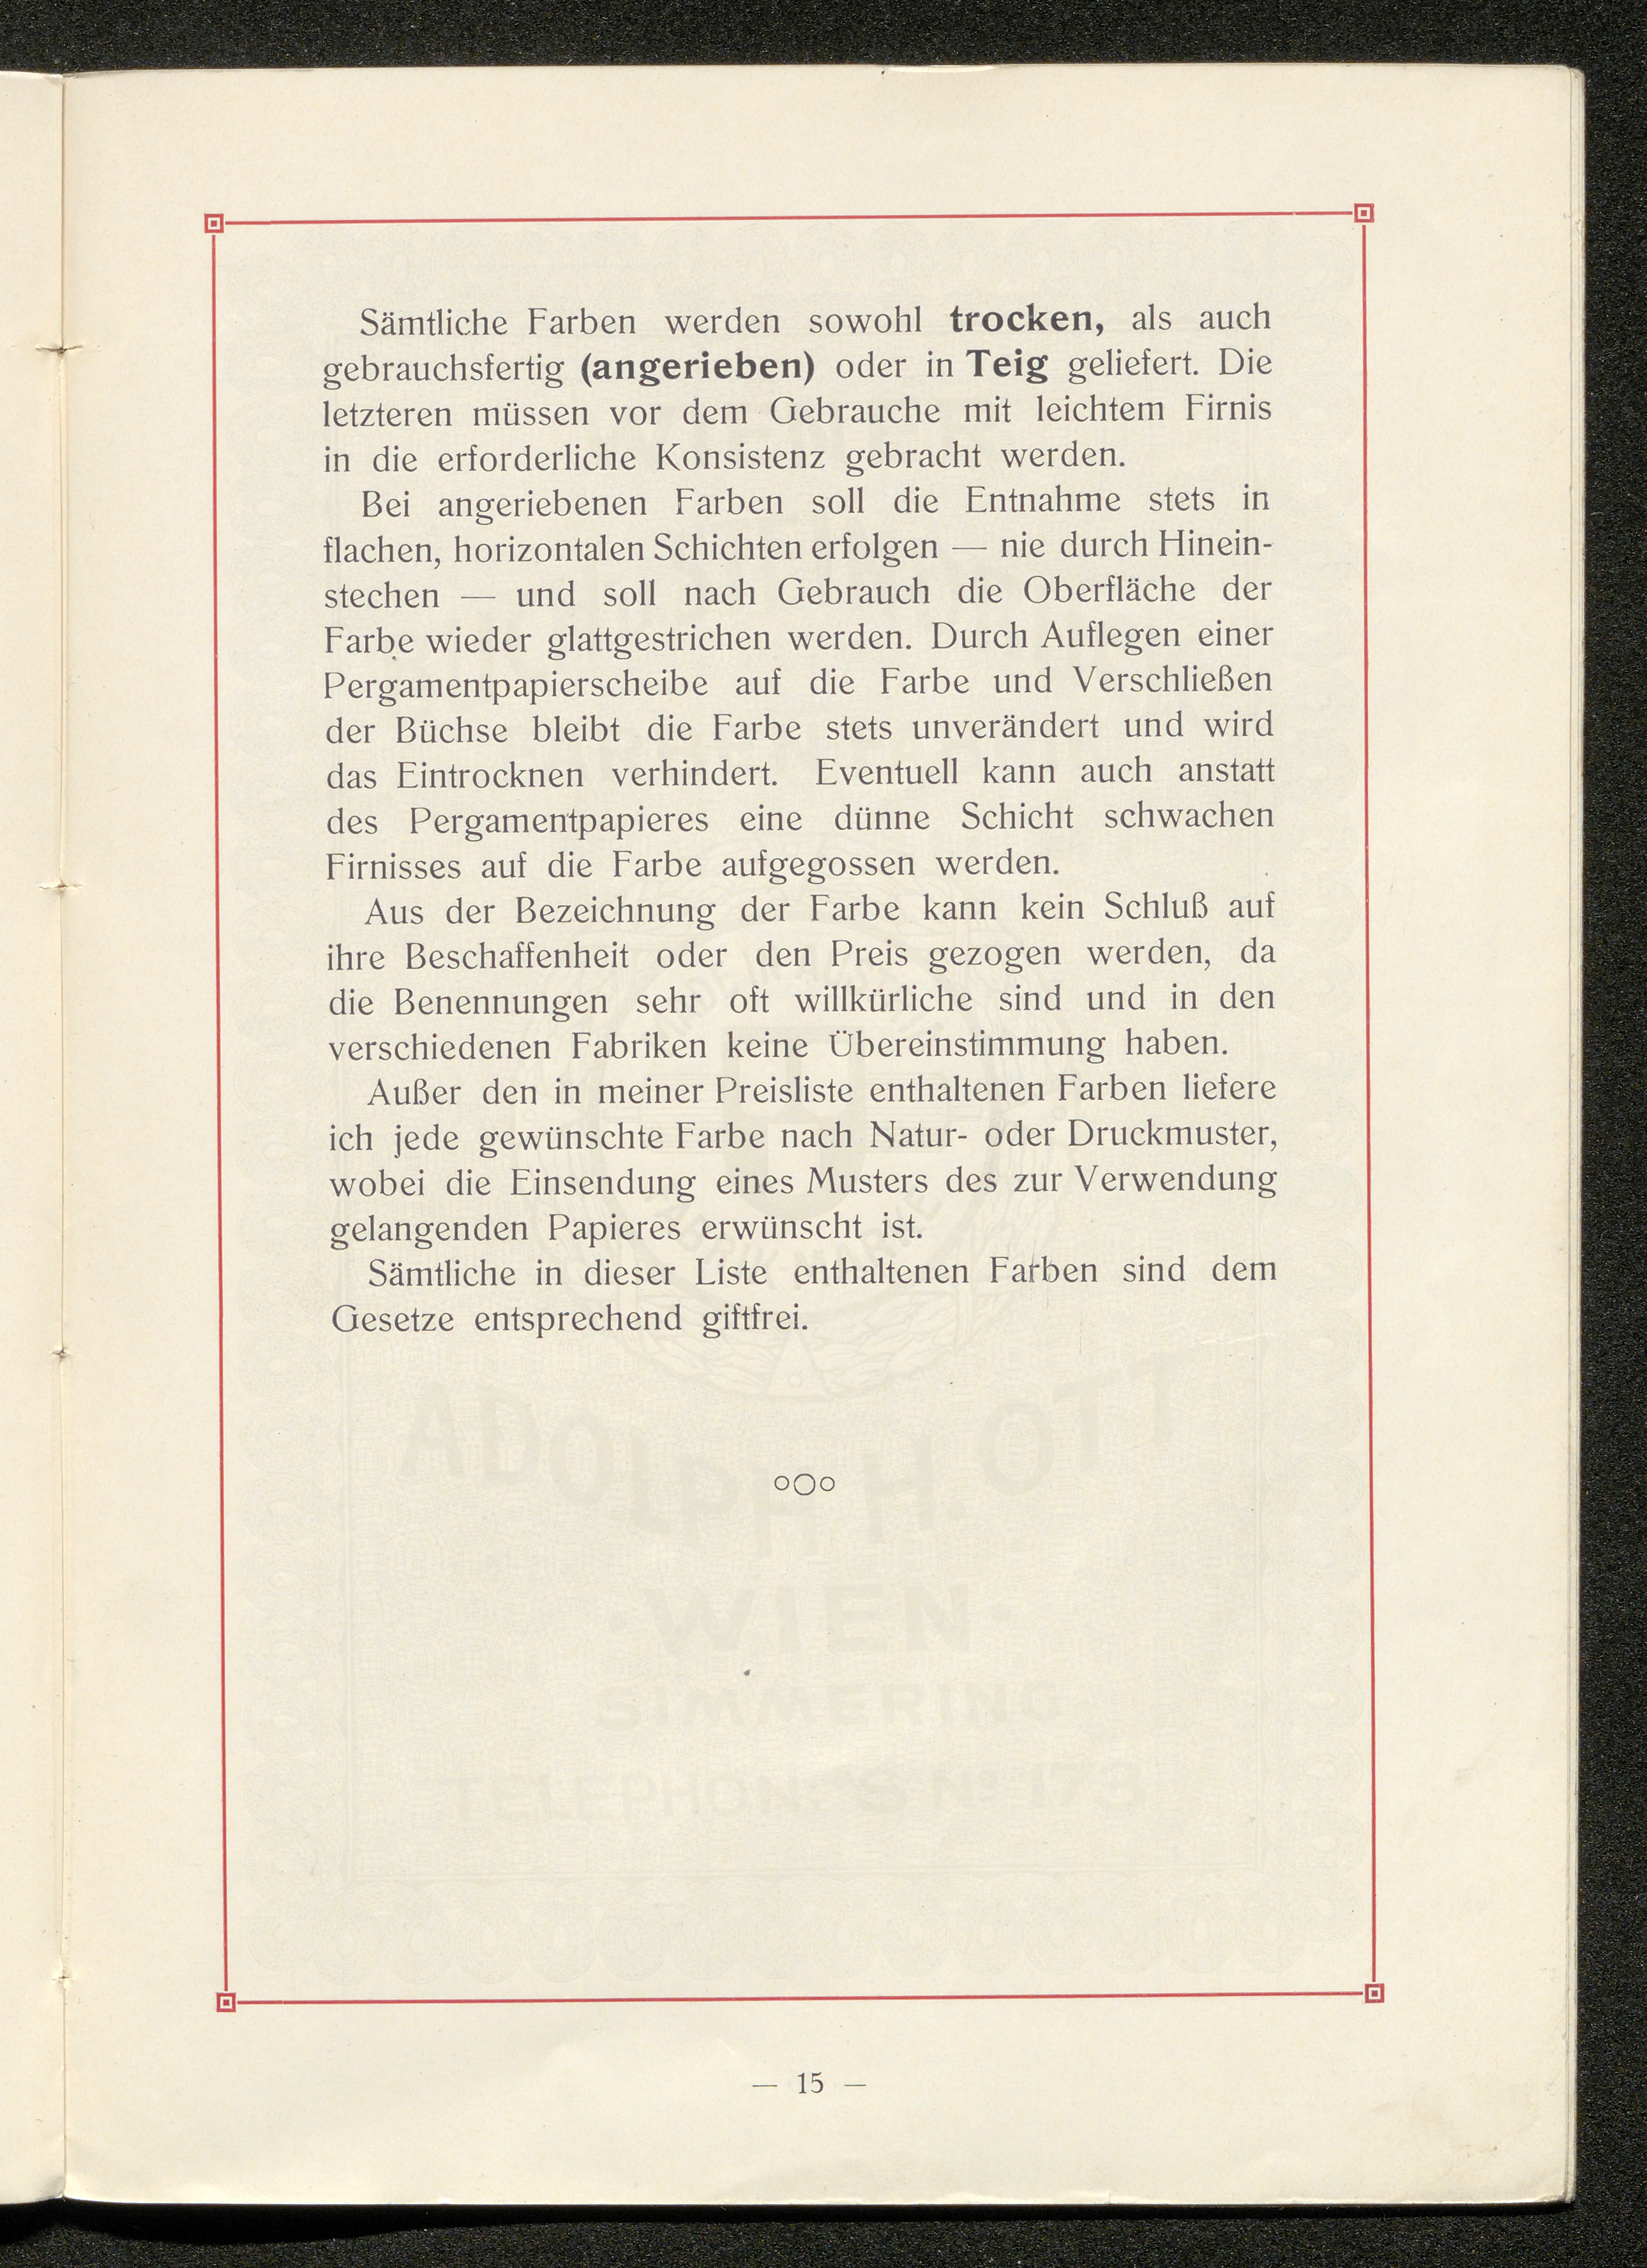 Sämtliche Farben werden sowohl trocken, als auch
gebrauchsfertig (angerieben) oder in Teig geliefert. Die
letzteren müssen vor dem Gebrauche mit leichtem Firnis
in die erforderliche Konsistenz gebracht werden.
Bei angeriebenen Farben soll die Entnahme stets in
flachen, horizontalen Schichten erfolgen — nie durch Hinein-
stechen — und soll nach Gebrauch die Oberfläche der
Farbe wieder glattgestrichen werden. Durch Auflegen einer
Pergamentpapierscheibe auf die Farbe und Verschließen
der Büchse bleibt die Farbe stets unverändert und wird
das Eintrocknen verhindert. Eventuell kann auch anstatt
des Pergamentpapieres eine dünne Schicht schwachen
Firnisses auf die Farbe aufgegossen werden.
Aus der Bezeichnung der Farbe kann kein Schluß auf
ihre Beschaffenheit oder den Preis gezogen werden, da
die Benennungen sehr oft willkürliche sind und in den
verschiedenen Fabriken keine Übereinstimmung haben.
Außer den in meiner Preisliste enthaltenen Farben liefere
ich jede gewünschte Farbe nach Natur- oder Druckmuster,
wobei die Einsendung eines Musters des zur Verwendung
gelangenden Papieres erwünscht ist.
Sämtliche in dieser Liste enthaltenen Farben sind dem
Gesetze entsprechend giftfrei.
ADOLPH H. OTT
·WIEN·
SIMMERING
TELEPHON: S Nº 173
— 15 —